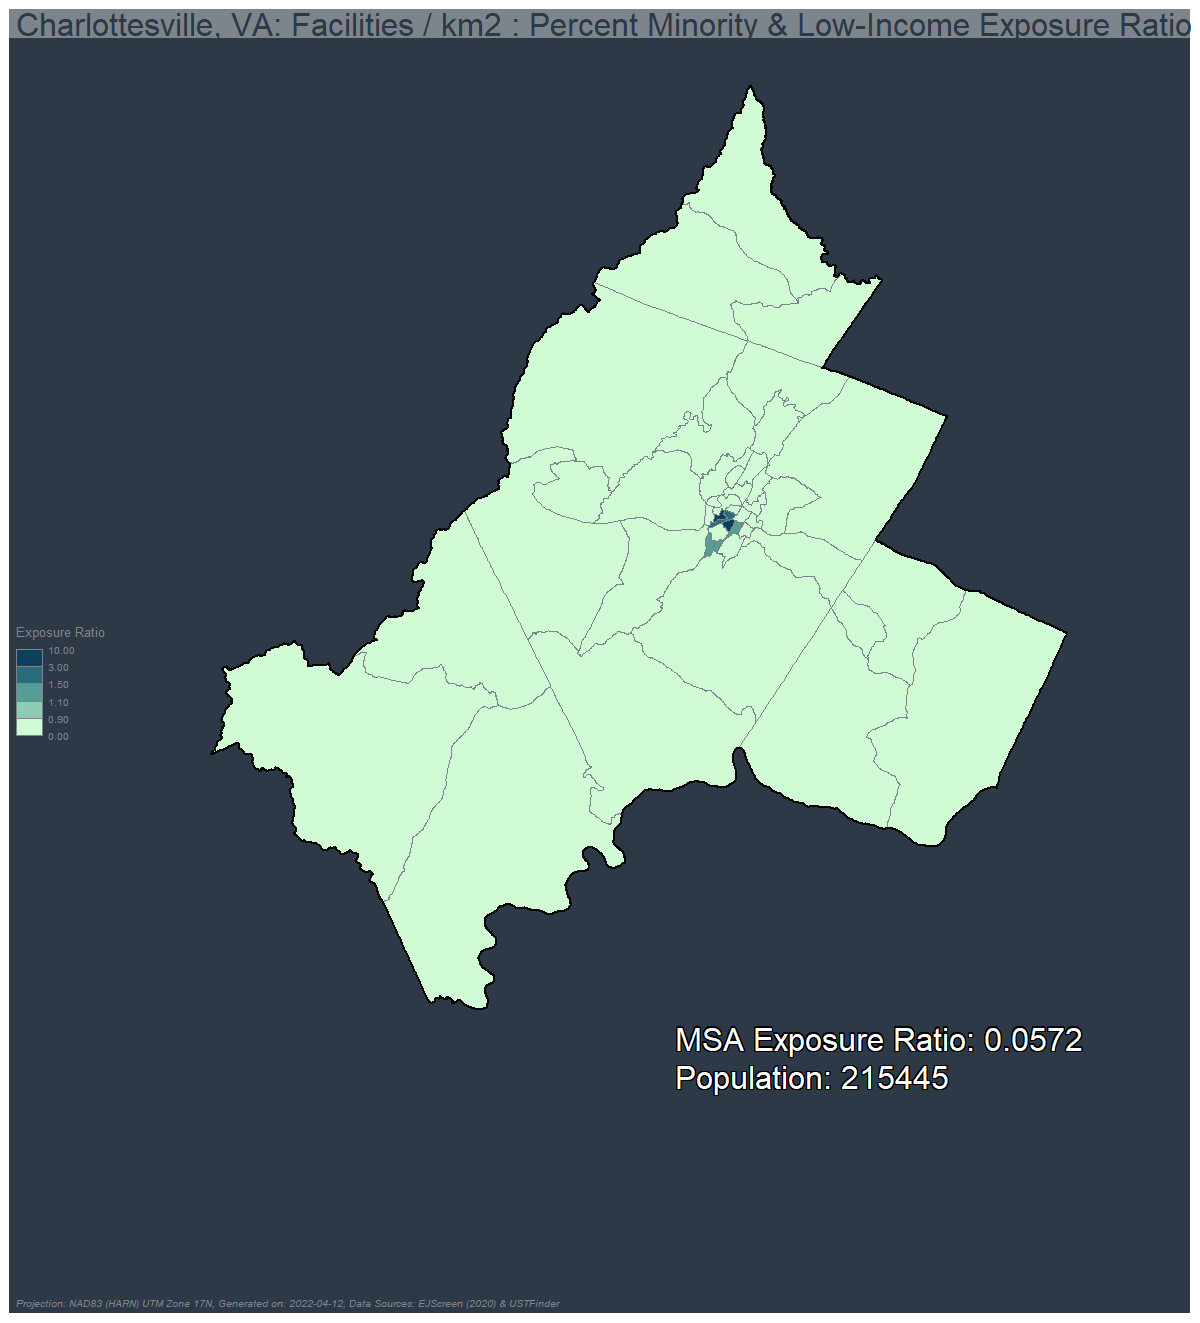 Charlottesville, VA: Facilities / km2 : Percent Minority & Low-Income Exposure Ratio
Exposure Ratio
10.00
3.00
1.50
1.10
0.90
0.00
MSA Exposure Ratio: 0.0572
Population: 215445
Projection: NAD83 (HARN) UTM Zone 17N, Generated on: 2022-04-12, Data Sources: EJScreen (2020) & USTFinder